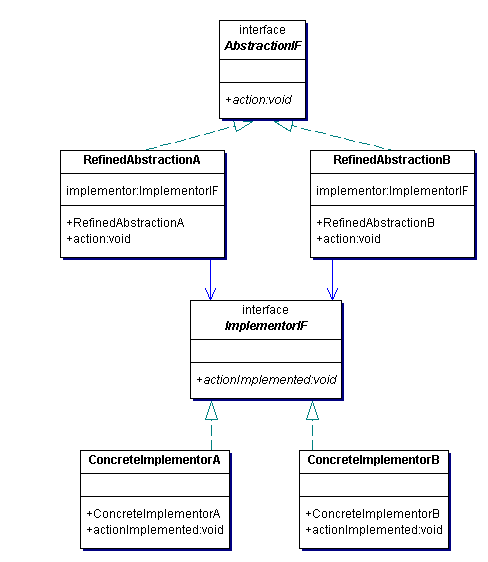 interface
AbstractionIF
+action:void
RefinedAbstractionA
implementor:ImplementorIF
+RefinedAbstractionA
+action:void
RefinedAbstractionB
implementor:ImplementorIF
+RefinedAbstractionB
+action:void
interface
ImplementorIF
+actionImplemented:void
ConcreteImplementorA
+ConcreteImplementorA
+actionImplemented:void
ConcreteImplementorB
+ConcreteImplementorB
+actionImplemented:void